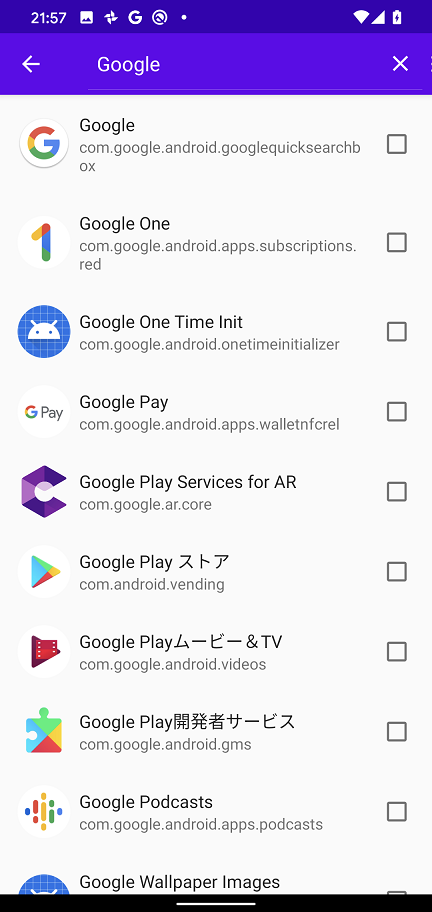 21:57
Google
Google
com.google.android.googlequicksearchb
ox
Google One
com.google.android.apps.subscriptions.
red
Google One Time Init
com.google.android.onetimeinitializer
G Pay
Google Pay
com.google.android.apps.walletnfcrel
Google Play Services for AR
com.google.ar.core
Google Play ストア
com.android.vending
Google Playムービー＆TV
com.google.android.videos
Google Play開発者サービス
com.google.android.gms
Google Podcasts
com.google.android.apps.podcasts
Google Wallpaper Images